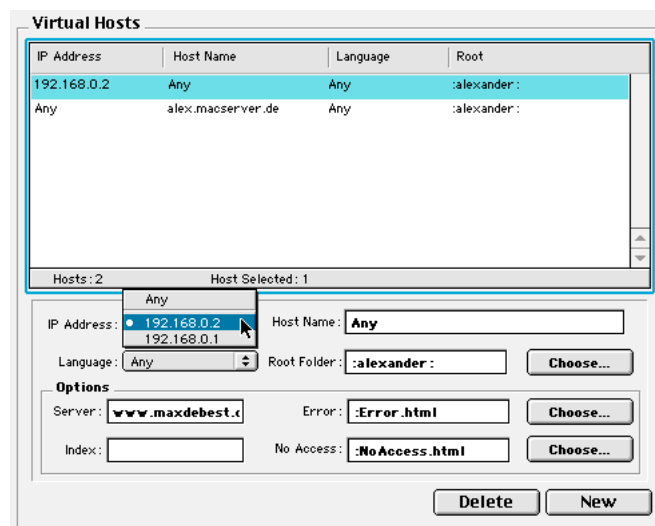 Virtual Hosts
IP Address Host Name Language Root
192.168.0.2 Any Any :alexander:
Any alex.macserver.de Any :alexander:
Hosts:2 Host Selected:1
Any
IP Address: 192.168.0.2 Host Name: Any
192.168.0.1
Language: Any Root Folder: :alexander: Choose...
Options
Server: www.maxdebest. Error: :Error.html Choose...
Index: No Access: :NoAccess.html Choose...
Delete New